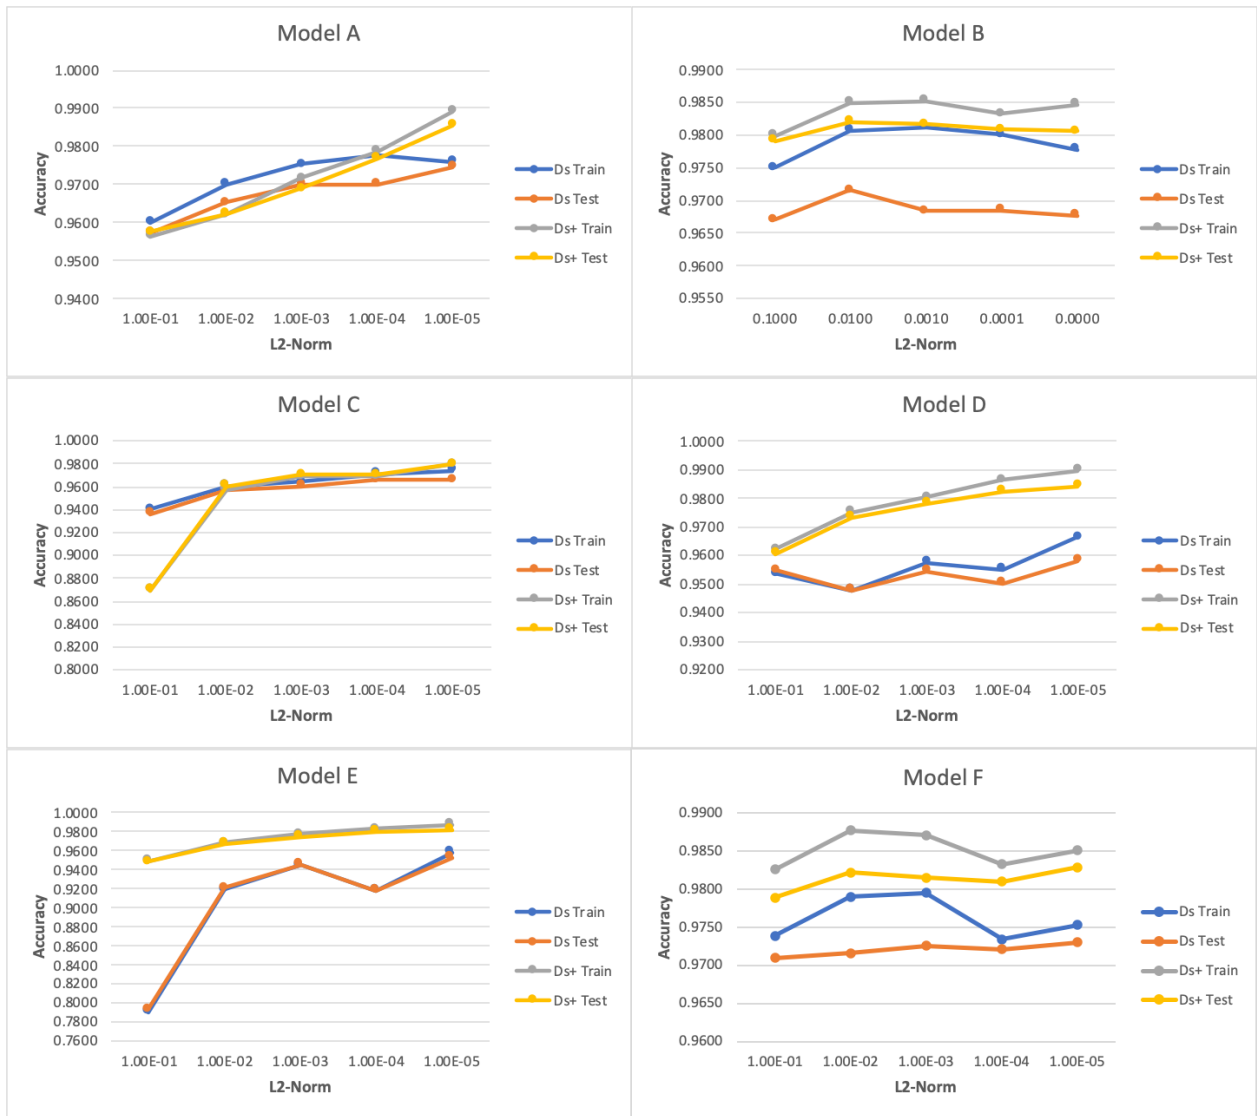 Model A
1.0000
0.9900
0.9800
0.9700
0.9600
0.9500
0.9400
Accuracy
1.00E-01 1.00E-02 1.00E-03 1.00E-04 1.00E-05
L2-Norm
Ds Train
Ds Test
Ds+ Train
Ds+ Test
Model B
0.9900
0.9850
0.9800
0.9750
0.9700
0.9650
0.9600
0.9550
Accuracy
0.1000 0.0100 0.0010 0.0001 0.0000
L2-Norm
Ds Train
Ds Test
Ds+ Train
Ds+ Test
Model C
1.0000
0.9800
0.9600
0.9400
0.9200
0.9000
0.8800
0.8600
0.8400
0.8200
0.8000
Accuracy
1.00E-01 1.00E-02 1.00E-03 1.00E-04 1.00E-05
L2-Norm
Ds Train
Ds Test
Ds+ Train
Ds+ Test
Model D
1.0000
0.9900
0.9800
0.9700
0.9600
0.9500
0.9400
0.9300
0.9200
Accuracy
1.00E-01 1.00E-02 1.00E-03 1.00E-04 1.00E-05
L2-Norm
Ds Train
Ds Test
Ds+ Train
Ds+ Test
Model E
1.0000
0.9800
0.9600
0.9400
0.9200
0.9000
0.8800
0.8600
0.8400
0.8200
0.8000
0.7800
0.7600
Accuracy
1.00E-01 1.00E-02 1.00E-03 1.00E-04 1.00E-05
L2-Norm
Ds Train
Ds Test
Ds+ Train
Ds+ Test
Model F
0.9900
0.9850
0.9800
0.9750
0.9700
0.9650
0.9600
Accuracy
1.00E-01 1.00E-02 1.00E-03 1.00E-04 1.00E-05
L2-Norm
Ds Train
Ds Test
Ds+ Train
Ds+ Test